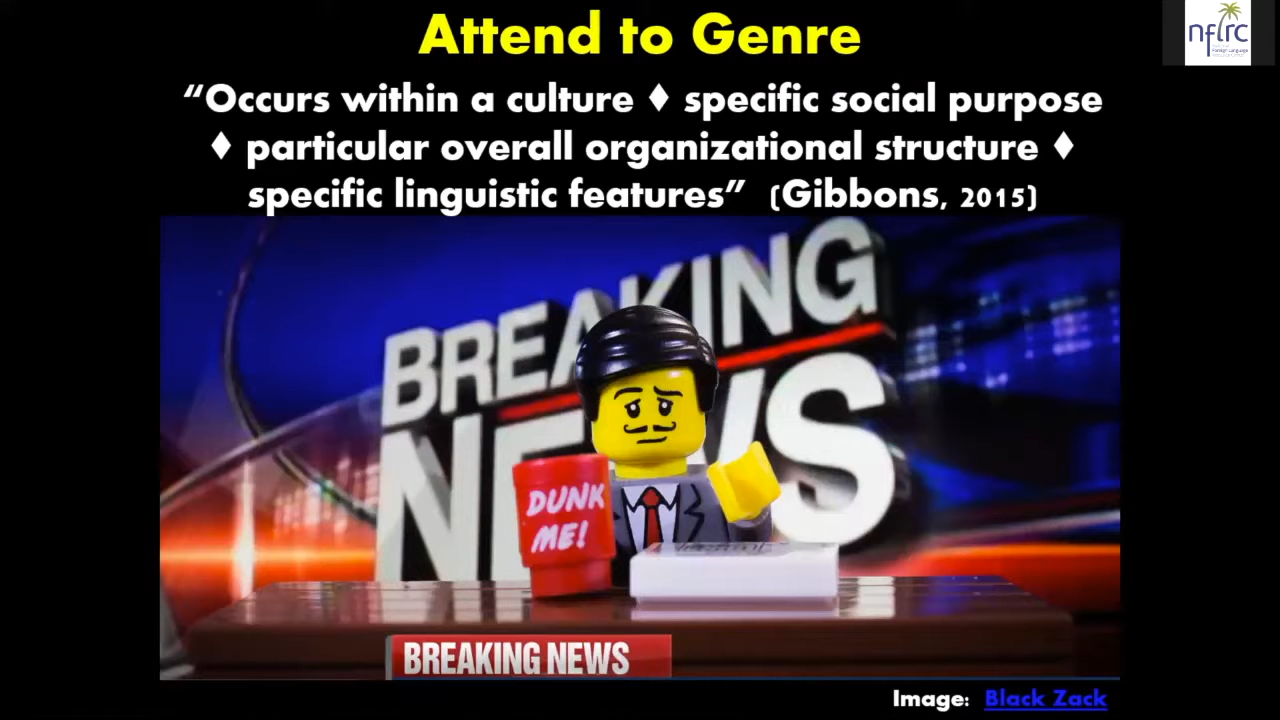 Attend to Genre
nflrc
“Occurs within a culture ♦ specific social purpose
♦ particular overall organizational structure ♦
specific linguistic features” (Gibbons, 2015)
BREAKING
NEWS
DUNK
ME!
BREAKING NEWS
Image: Black Zack